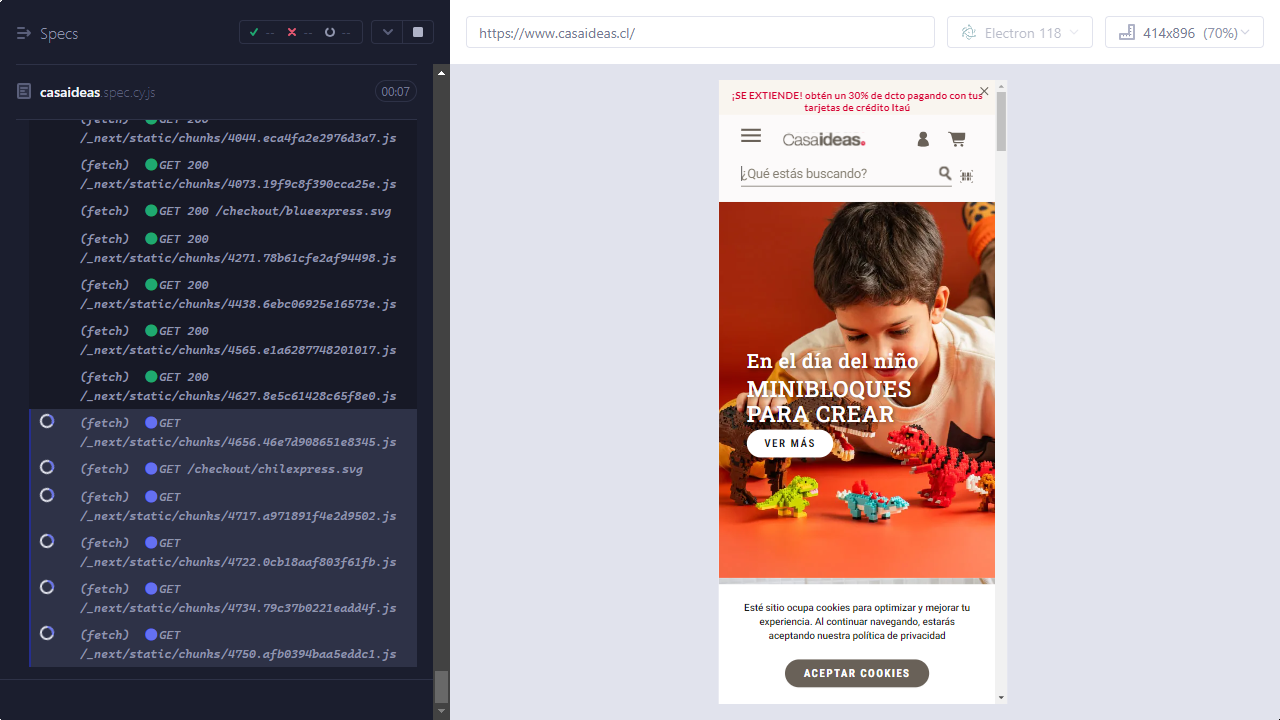 Specs
--
--
--
casaideas.spec.cy.js
00:07
(fetch) GET 200
/_next/static/chunks/4044.eca4fa2e2976d3a7.js
(fetch) GET 200
/_next/static/chunks/4073.19f9c8f390cca25e.js
(fetch) GET 200 /checkout/blueexpress.svg
(fetch) GET 200
/_next/static/chunks/4271.78b61cfe2af94498.js
(fetch) GET 200
/_next/static/chunks/4438.6ebc06925e16573e.js
(fetch) GET 200
/_next/static/chunks/4565.e1a6287748201017.js
(fetch) GET 200
/_next/static/chunks/4627.8e5c61428c65f8e0.js
(fetch) GET
/_next/static/chunks/4656.46e7d908651e8345.js
(fetch) GET /checkout/chilexpress.svg
(fetch) GET
/_next/static/chunks/4717.a971891f4e2d9502.js
(fetch) GET
/_next/static/chunks/4722.0cb18aaf803f61fb.js
(fetch) GET
/_next/static/chunks/4734.79c37b0221eadd4f.js
(fetch) GET
/_next/static/chunks/4750.afb0394baa5eddc1.js
https://www.casaideas.cl/
Electron 118
414x896 (70%)
¡SE EXTIENDE! obtén un 30% de dcto pagando con tus
tarjetas de crédito Itaú
Casaideas.
¿Qué estás buscando?
En el día del niño
MINIBLOQUES
PARA CREAR
VER MÁS
Esté sitio ocupa cookies para optimizar y mejorar tu
experiencia. Al continuar navegando, estarás
aceptando nuestra política de privacidad
ACEPTAR COOKIES